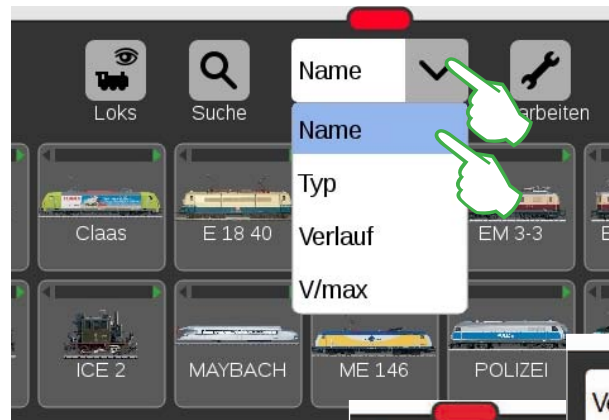 Name
Loks
Suche
arbeiten
Name
Typ
Verlauf
V/max
Claas
E 18 40
EM 3-3
ICE 2
MAYBACH
ME 146
POLIZEI